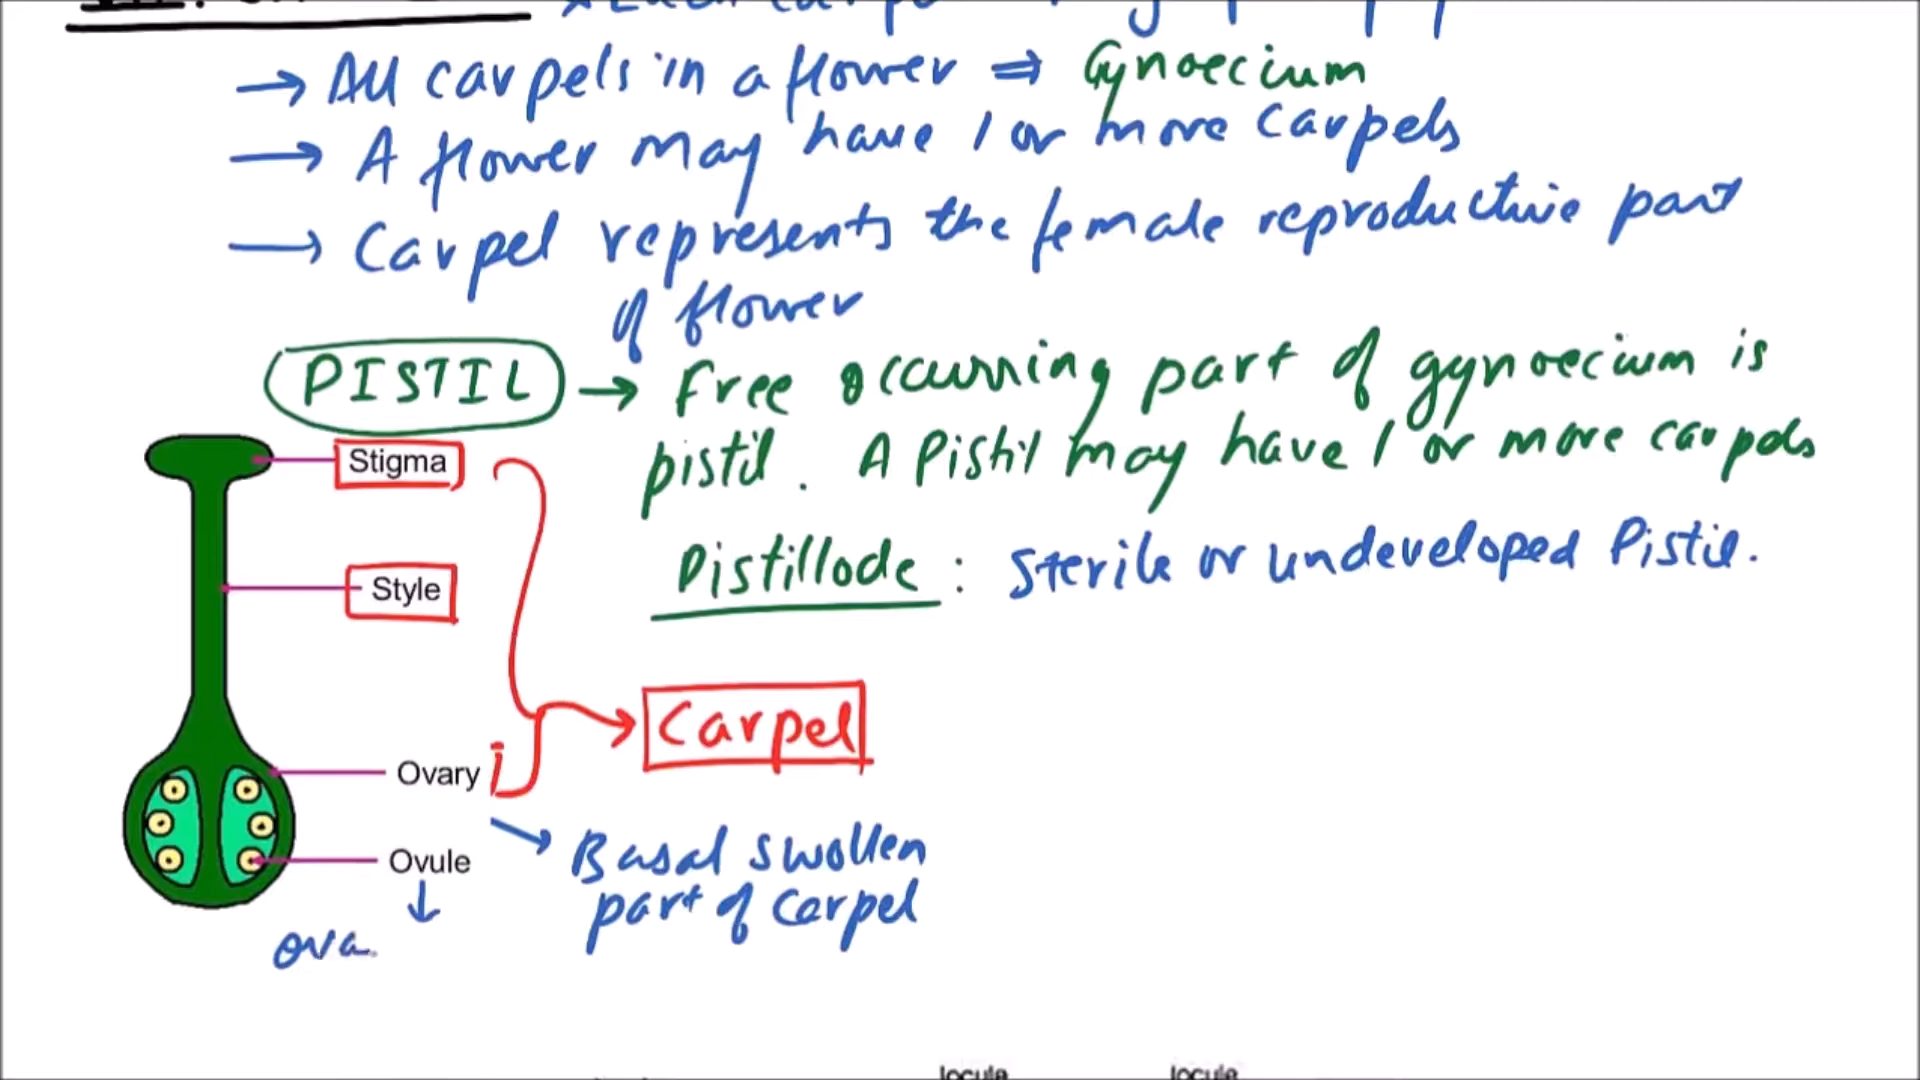 → All carpels in a flower ⇒ Gynoecium
→ A flower may have 1 or more Carpels
→ Carpel represents the female reproductive part
of flower
PISTIL → Free occurring part of gynoecium is
pistil. A Pistil may have 1 or more carpels
Stigma
Pistillode : Sterile or undeveloped Pistil.
Style
Carpel
Ovary
→ Basal swollen
part of Carpel
Ovule
↓
ova.
locule locule